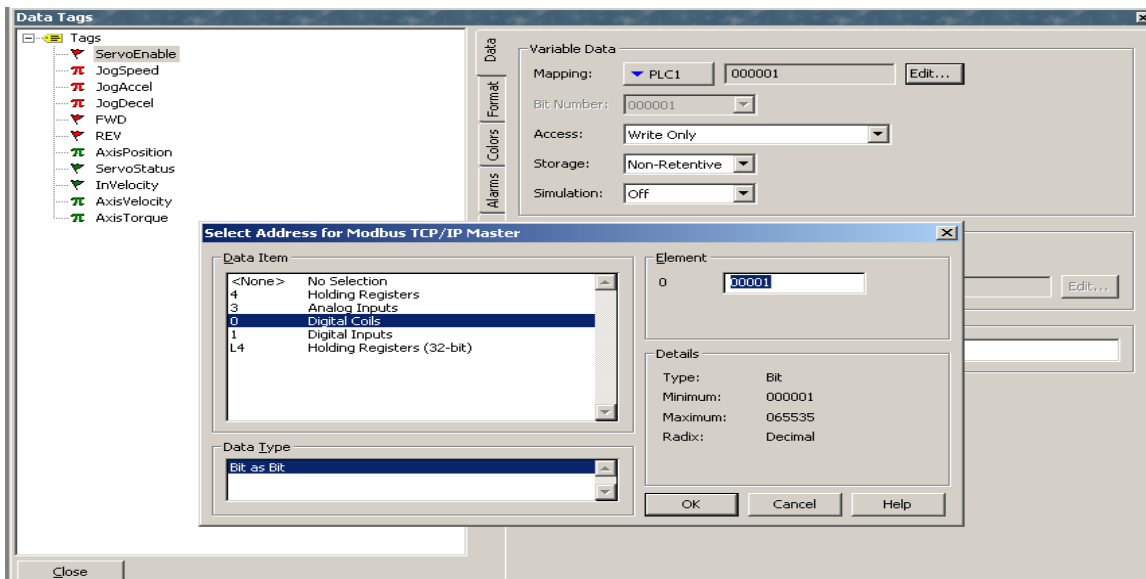 Data Tags
Tags
ServoEnable
JogSpeed
JogAccel
JogDecel
FWD
REV
AxisPosition
ServoStatus
InVelocity
AxisVelocity
AxisTorque
Close
Data
Format
Colors
Alarms
Variable Data
Mapping: PLC1 000001 Edit...
Bit Number: 000001
Access: Write Only
Storage: Non-Retentive
Simulation: Off
Edit...
Select Address for Modbus TCP/IP Master
Data Item
<None> No Selection
4 Holding Registers
3 Analog Inputs
0 Digital Coils
1 Digital Inputs
L4 Holding Registers (32-bit)
Data Type
Bit as Bit
Element
0 00001
Details
Type: Bit
Minimum: 000001
Maximum: 065535
Radix: Decimal
OK Cancel Help